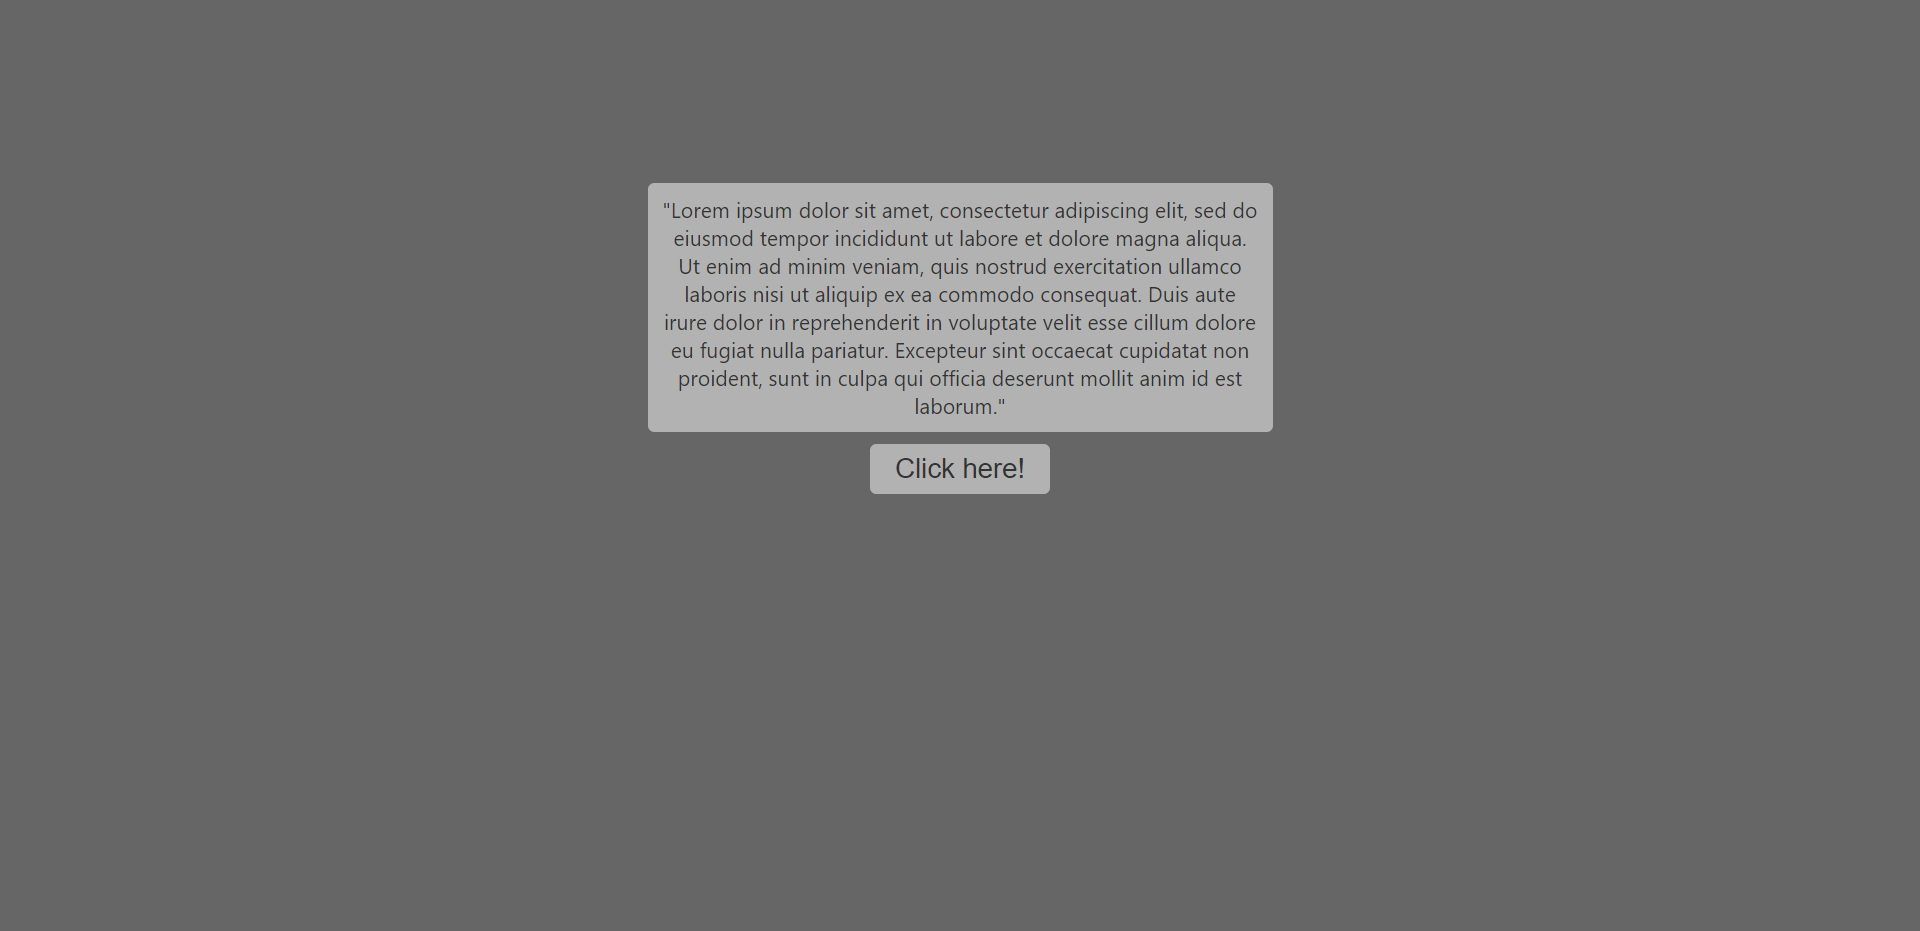 "Lorem ipsum dolor sit amet, consectetur adipiscing elit, sed do
eiusmod tempor incididunt ut labore et dolore magna aliqua.
Ut enim ad minim veniam, quis nostrud exercitation ullamco
laboris nisi ut aliquip ex ea commodo consequat. Duis aute
irure dolor in reprehenderit in voluptate velit esse cillum dolore
eu fugiat nulla pariatur. Excepteur sint occaecat cupidatat non
proident, sunt in culpa qui officia deserunt mollit anim id est
laborum."
Click here!